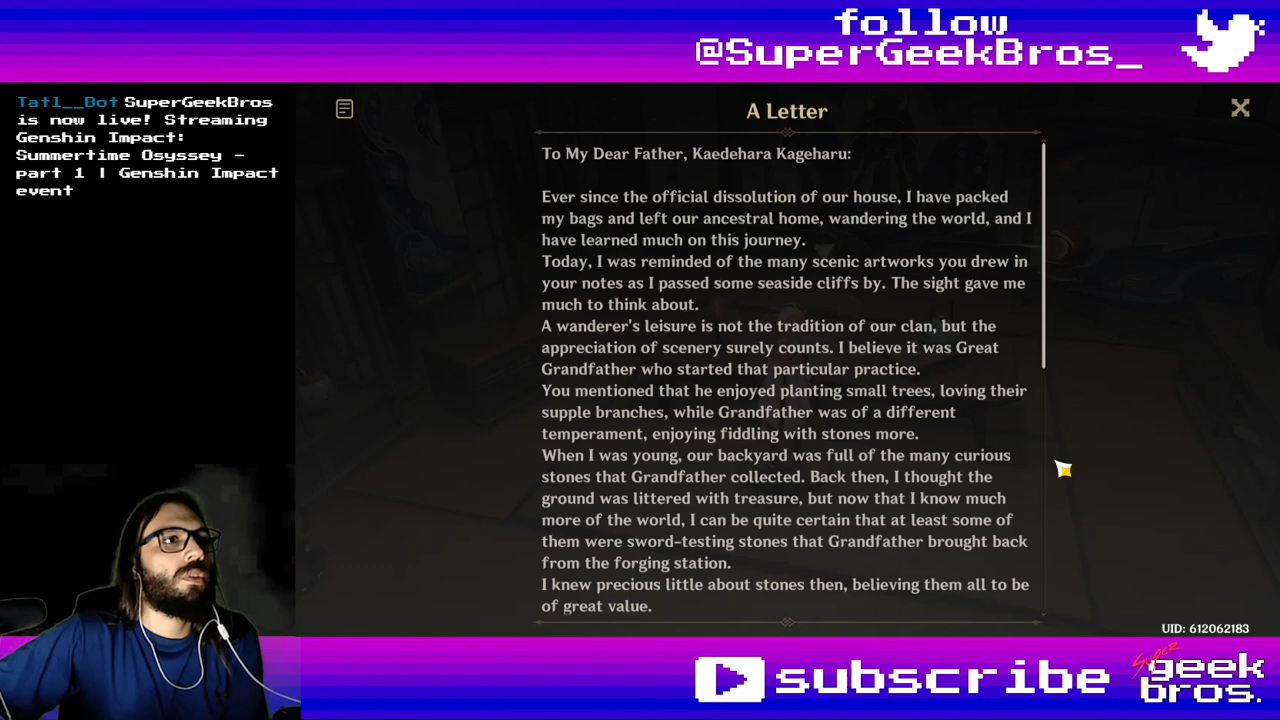 follow
@SuperGeekBros_
Tatl__Bot SuperGeekBros
is now live! Streaming
Genshin Impact:
Summertime Osyssey -
part 1 | Genshin Impact
event
A Letter
To My Dear Father, Kaedehara Kageharu:
Ever since the official dissolution of our house, I have packed
my bags and left our ancestral home, wandering the world, and I
have learned much on this journey.
Today, I was reminded of the many scenic artworks you drew in
your notes as I passed some seaside cliffs by. The sight gave me
much to think about.
A wanderer's leisure is not the tradition of our clan, but the
appreciation of scenery surely counts. I believe it was Great
Grandfather who started that particular practice.
You mentioned that he enjoyed planting small trees, loving their
supple branches, while Grandfather was of a different
temperament, enjoying fiddling with stones more.
When I was young, our backyard was full of the many curious
stones that Grandfather collected. Back then, I thought the
ground was littered with treasure, but now that I know much
more of the world, I can be quite certain that at least some of
them were sword-testing stones that Grandfather brought back
from the forging station.
I knew precious little about stones then, believing them all to be
of great value.
UID: 612062183
subscribe
Super
geek
bros.